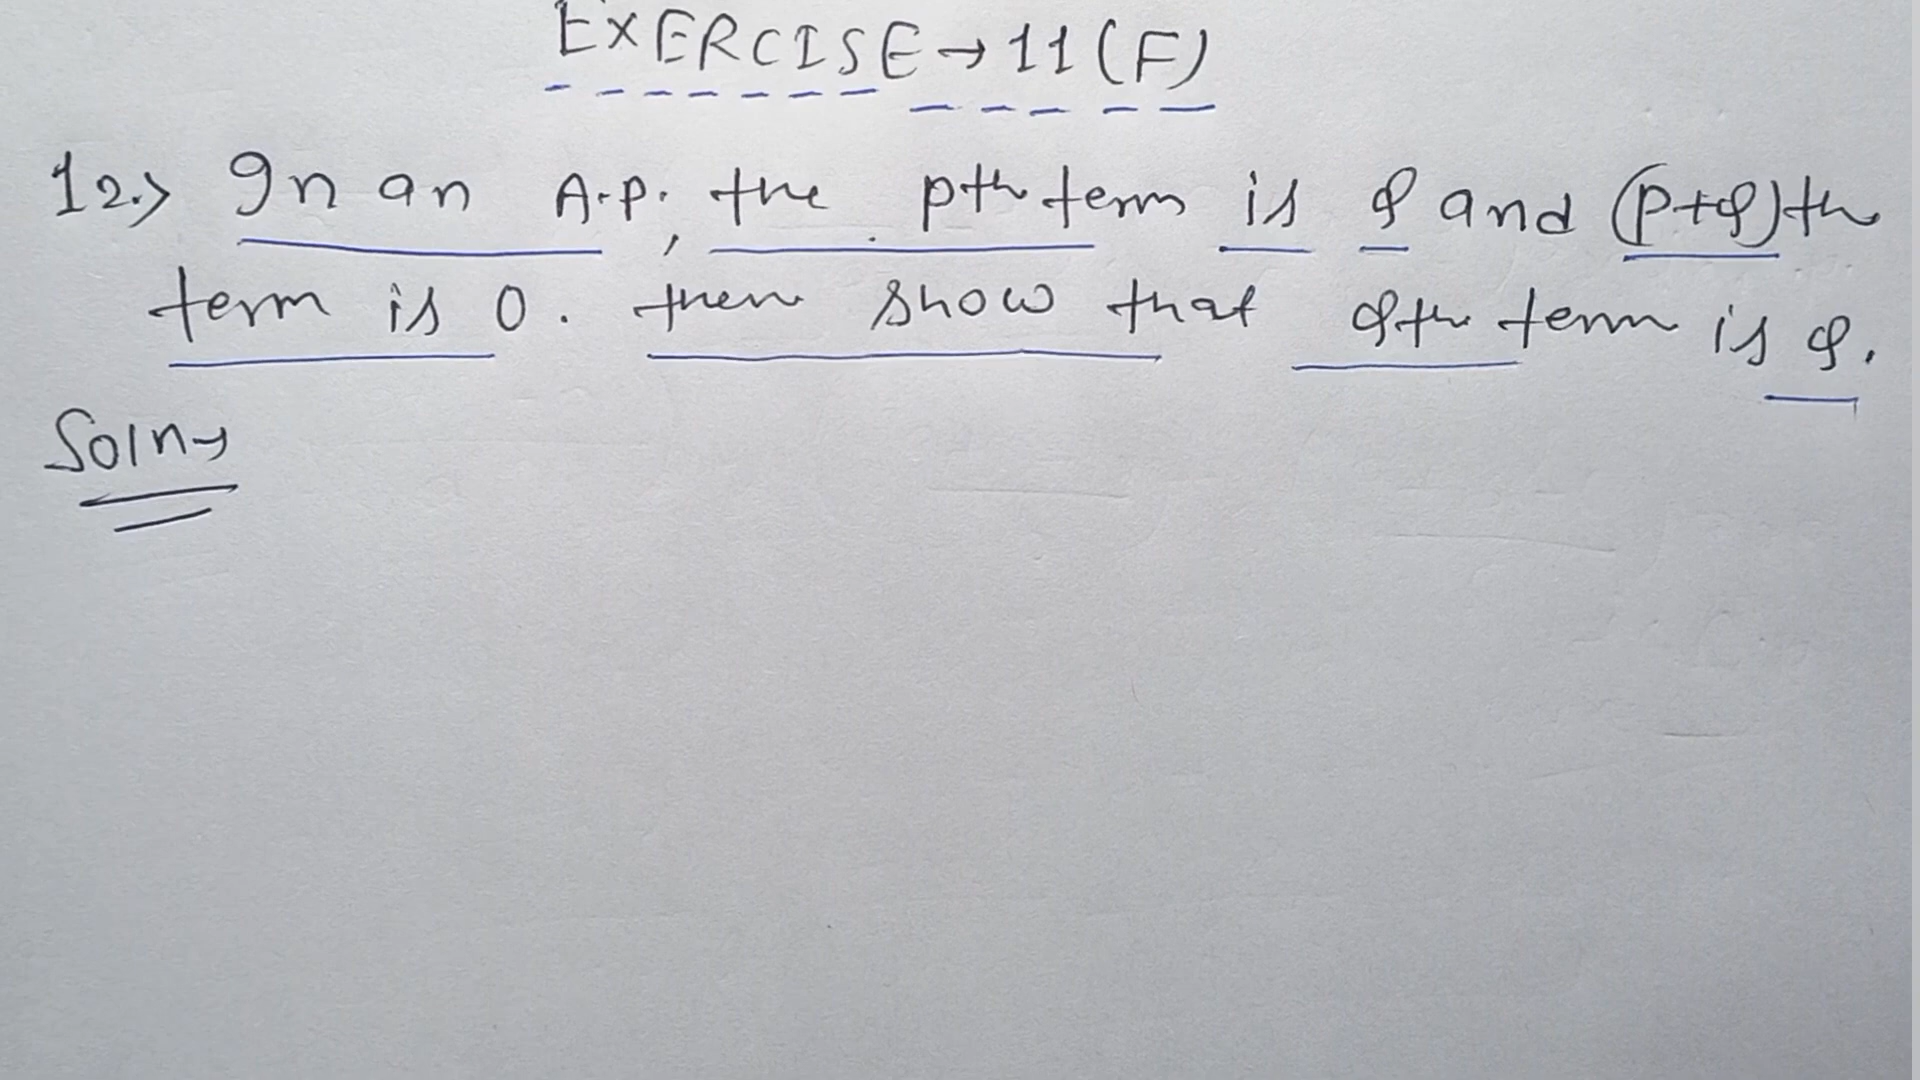 EXERCISE → 11 (F)
12.> In an A.P., the pth term is q and (p+q)th
term is 0. then show that qth term is q.
Soln →